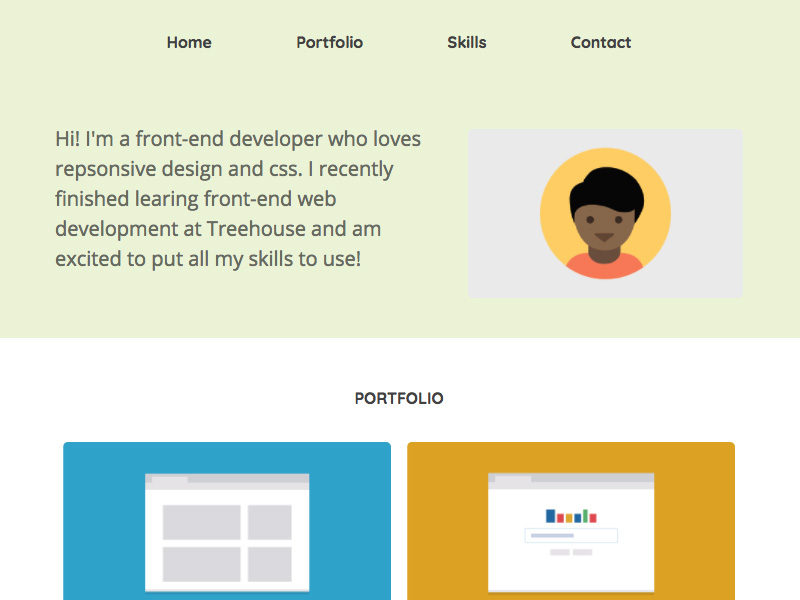 Home Portfolio Skills Contact
Hi! I'm a front-end developer who loves
repsonsive design and css. I recently
finished learing front-end web
development at Treehouse and am
excited to put all my skills to use!
PORTFOLIO